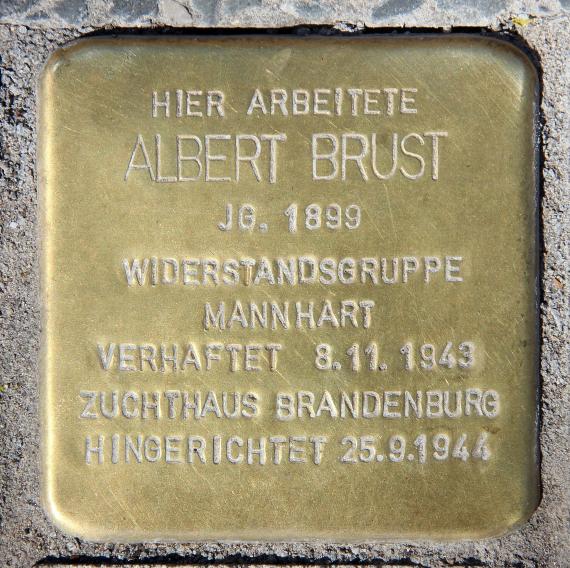 HIER ARBEITETE
ALBERT BRUST
JG. 1899
WIDERSTANDSGRUPPE
MANNHART
VERHAFTET 8.11.1943
ZUCHTHAUS BRANDENBURG
HINGERICHTET 25.9.1944